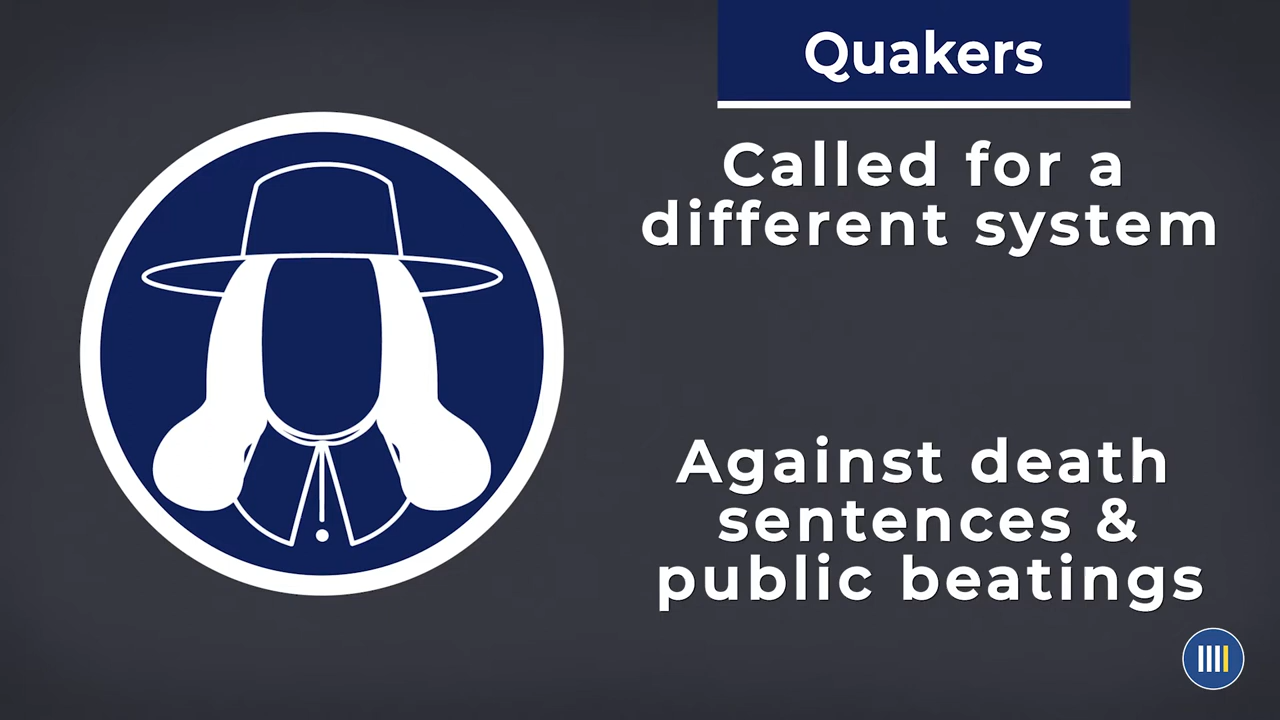 Quakers
Called for a
different system
Against death
sentences &
public beatings